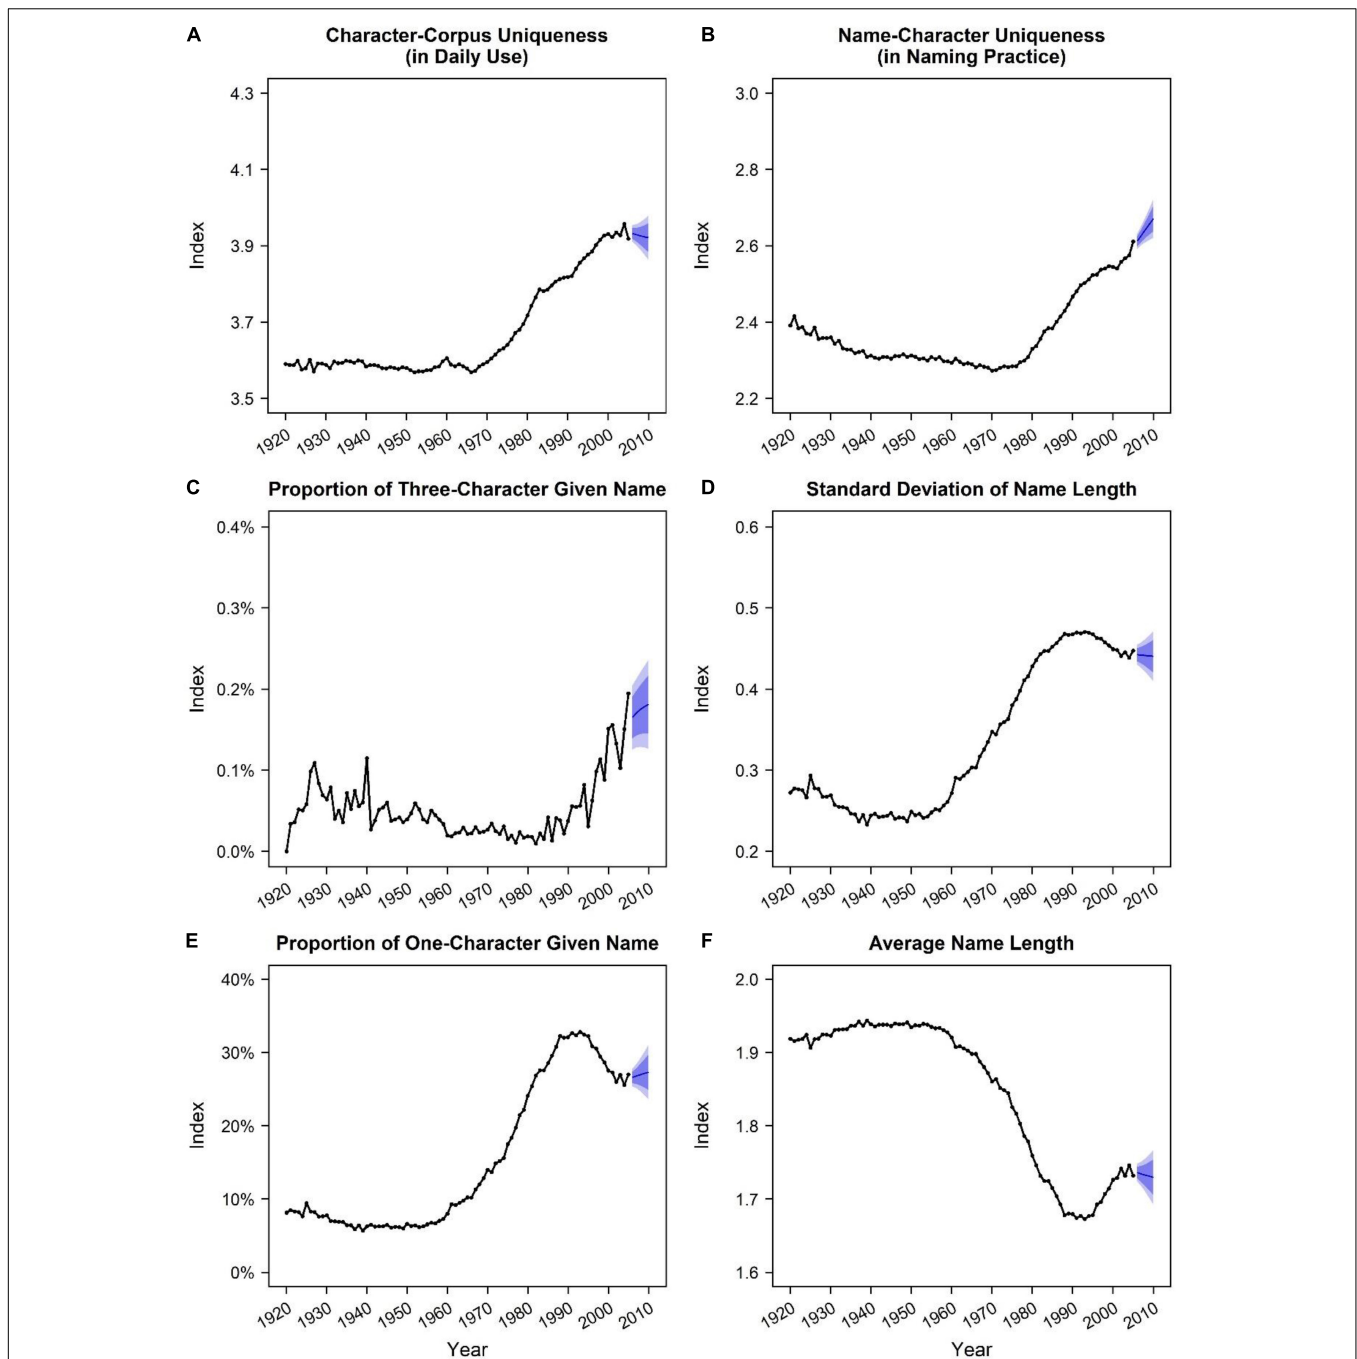 A
Character-Corpus Uniqueness
(in Daily Use)
4.3
4.1
3.9
3.7
3.5
Index
1920 1930 1940 1950 1960 1970 1980 1990 2000 2010
B
Name-Character Uniqueness
(in Naming Practice)
3.0
2.8
2.6
2.4
2.2
Index
1920 1930 1940 1950 1960 1970 1980 1990 2000 2010
C
Proportion of Three-Character Given Name
0.4%
0.3%
0.2%
0.1%
0.0%
Index
1920 1930 1940 1950 1960 1970 1980 1990 2000 2010
D
Standard Deviation of Name Length
0.6
0.5
0.4
0.3
0.2
Index
1920 1930 1940 1950 1960 1970 1980 1990 2000 2010
E
Proportion of One-Character Given Name
40%
30%
20%
10%
0%
Index
1920 1930 1940 1950 1960 1970 1980 1990 2000 2010
Year
F
Average Name Length
2.0
1.9
1.8
1.7
1.6
Index
1920 1930 1940 1950 1960 1970 1980 1990 2000 2010
Year